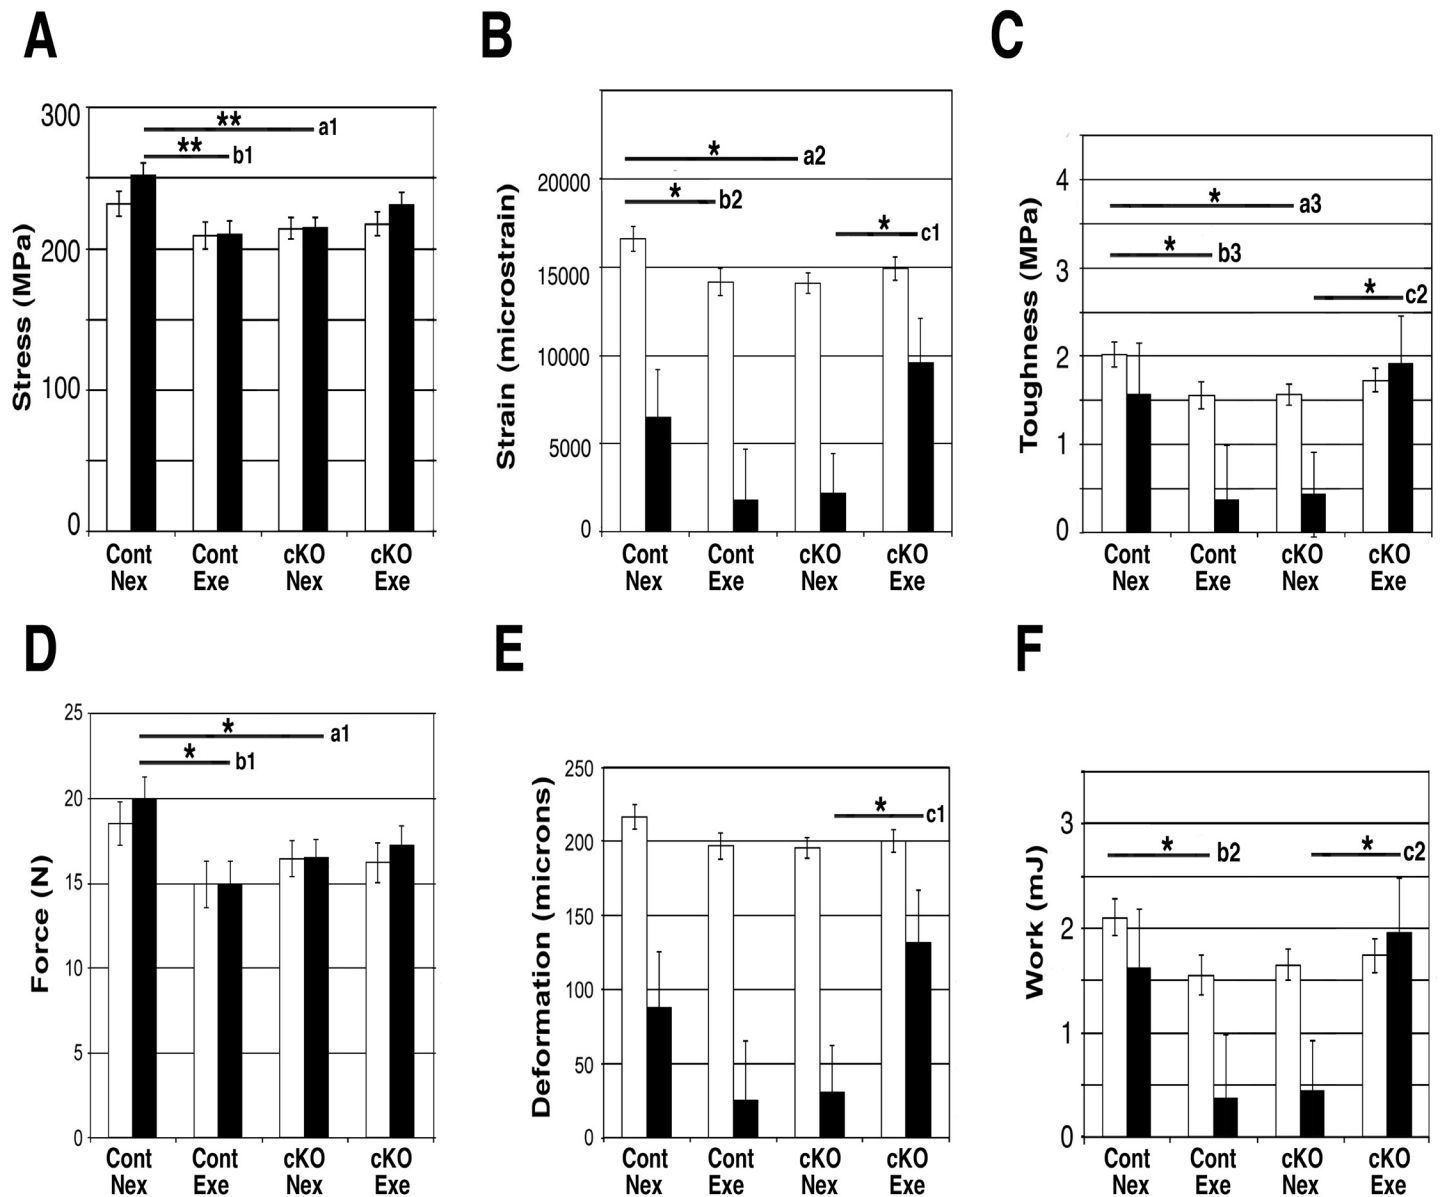 A
Stress (MPa)
300
200
100
0
** a1
** b1
Cont Cont cKO cKO
Nex Exe Nex Exe
B
Strain (microstrain)
20000
15000
10000
5000
0
* a2
* b2
* c1
Cont Cont cKO cKO
Nex Exe Nex Exe
C
Toughness (MPa)
4
3
2
1
0
* a3
* b3
* c2
Cont Cont cKO cKO
Nex Exe Nex Exe
D
Force (N)
25
20
15
10
5
0
* a1
* b1
Cont Cont cKO cKO
Nex Exe Nex Exe
E
Deformation (microns)
250
200
150
100
50
0
* c1
Cont Cont cKO cKO
Nex Exe Nex Exe
F
Work (mJ)
3
2
1
0
* b2
* c2
Cont Cont cKO cKO
Nex Exe Nex Exe